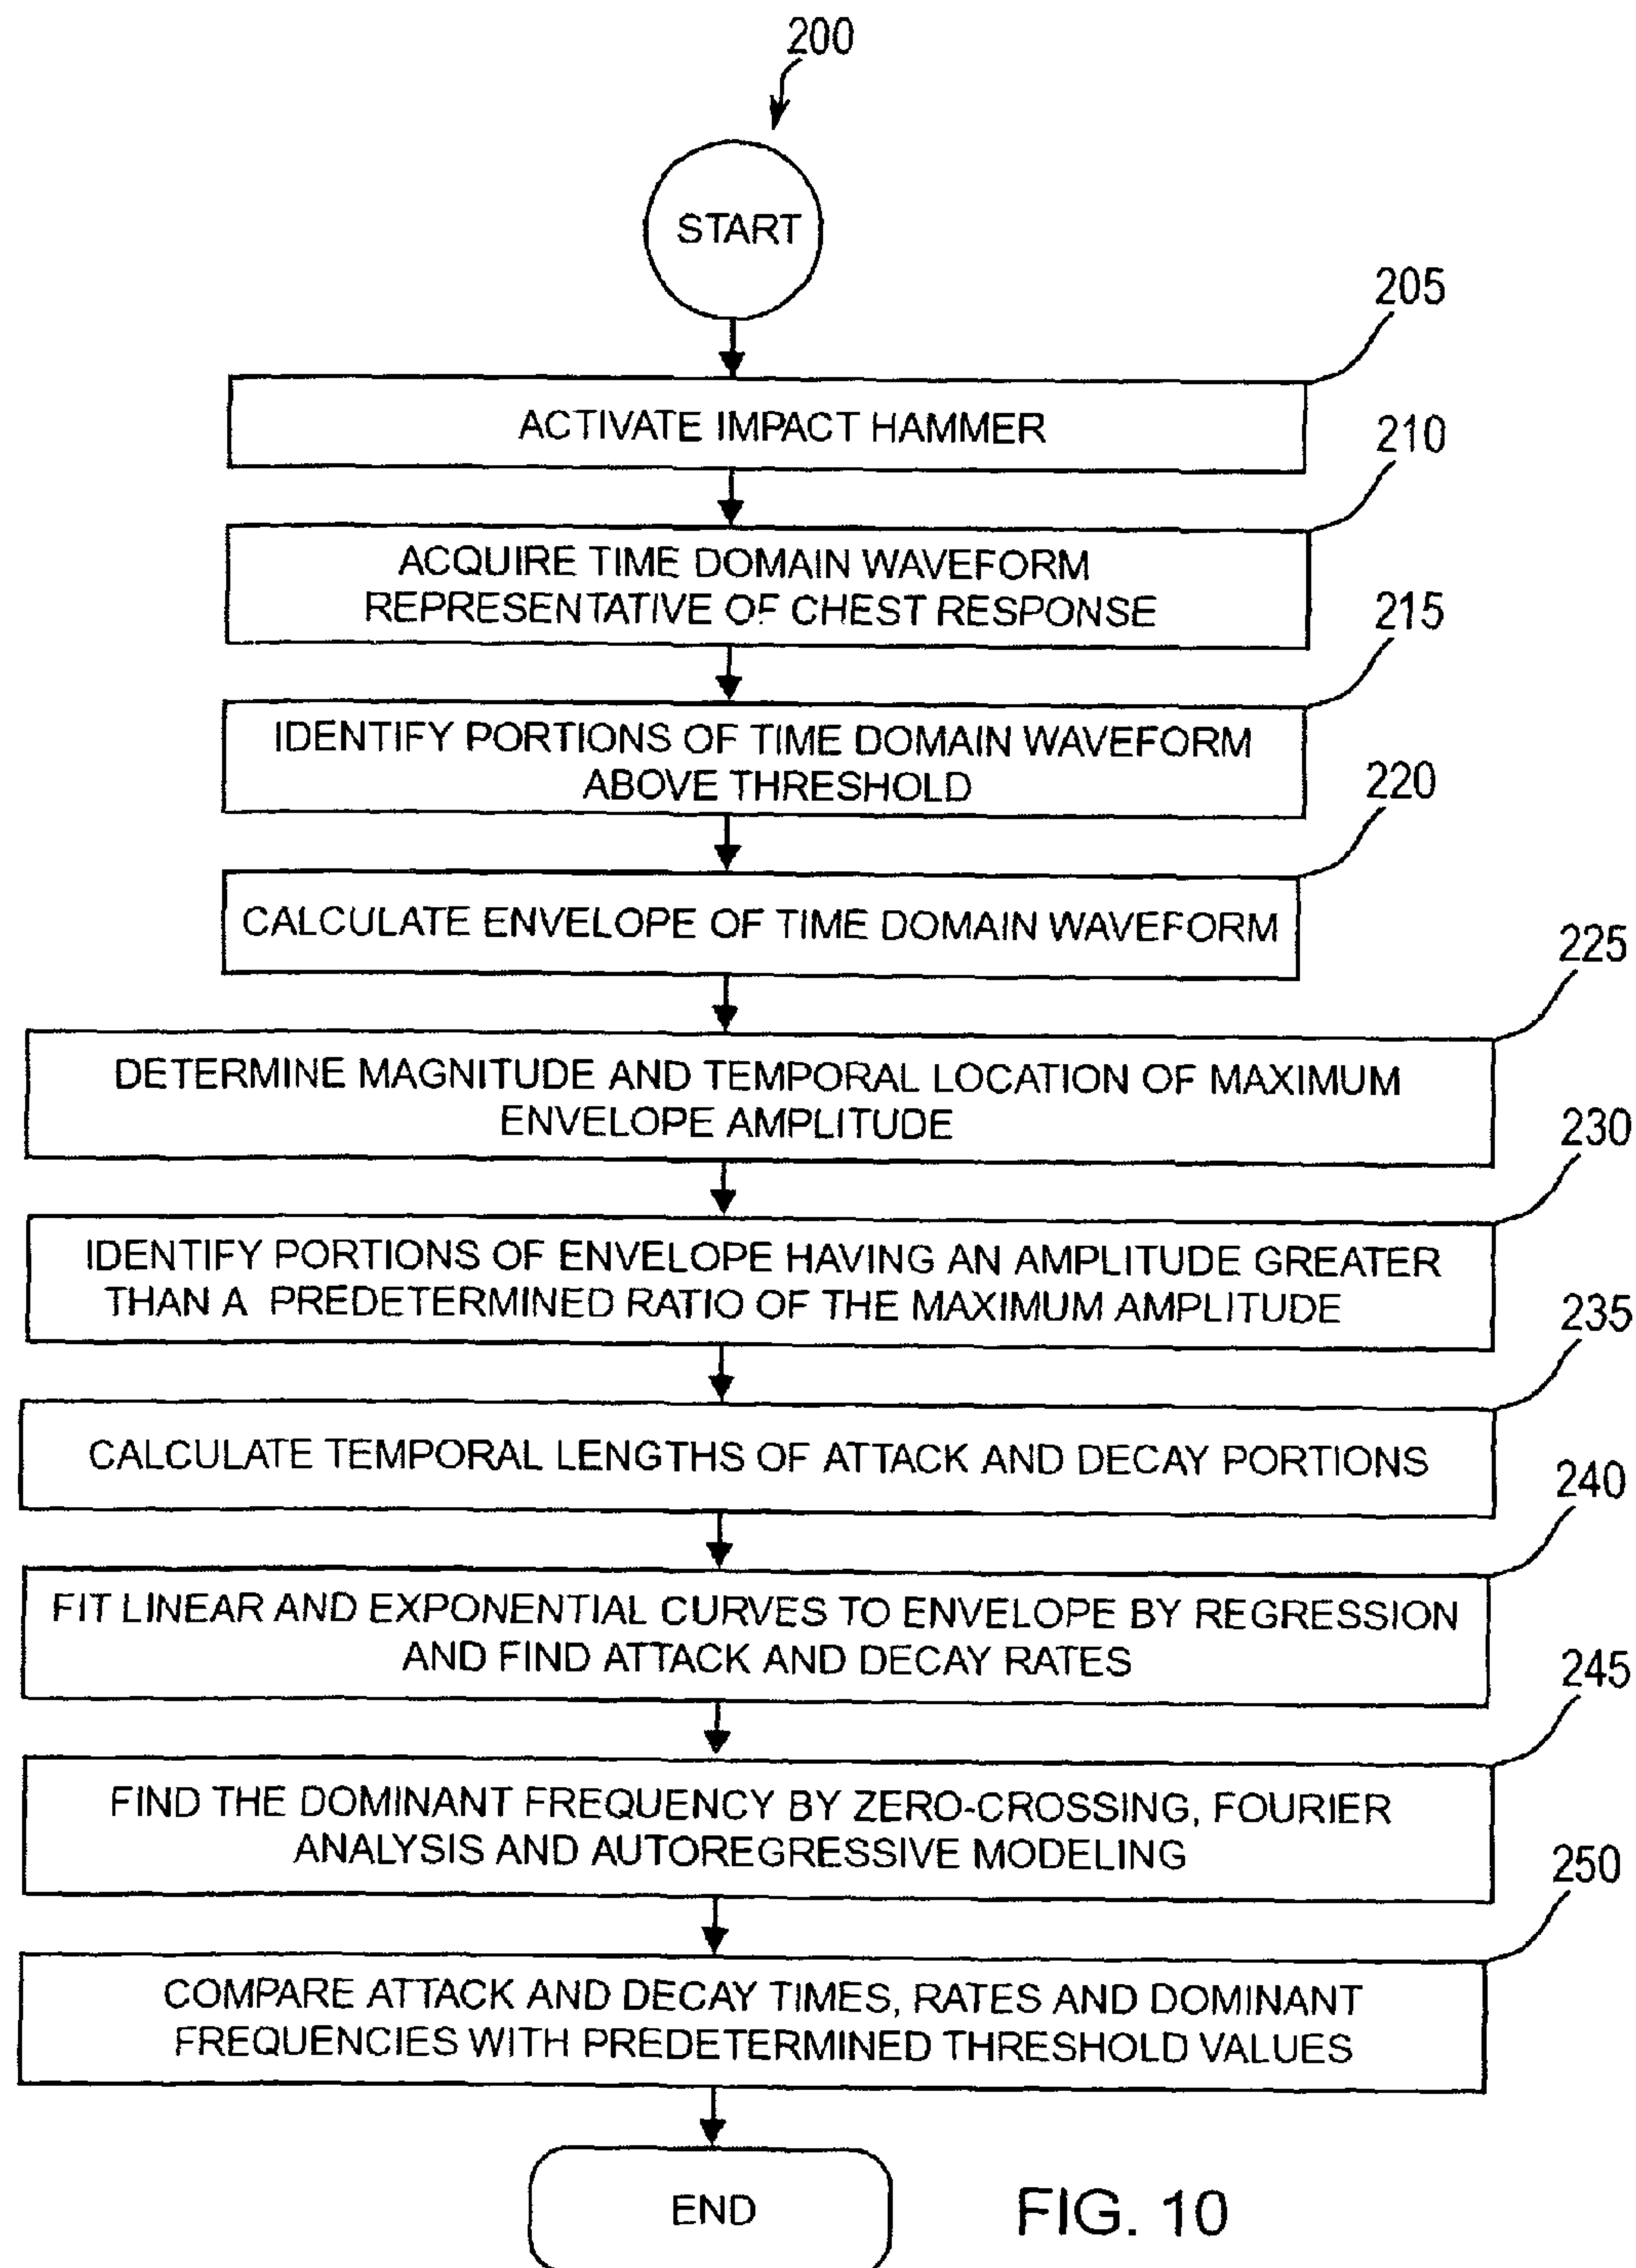 200
START
205
ACTIVATE IMPACT HAMMER
210
ACQUIRE TIME DOMAIN WAVEFORM
REPRESENTATIVE OF CHEST RESPONSE
215
IDENTIFY PORTIONS OF TIME DOMAIN WAVEFORM
ABOVE THRESHOLD
220
CALCULATE ENVELOPE OF TIME DOMAIN WAVEFORM
225
DETERMINE MAGNITUDE AND TEMPORAL LOCATION OF MAXIMUM
ENVELOPE AMPLITUDE
230
IDENTIFY PORTIONS OF ENVELOPE HAVING AN AMPLITUDE GREATER
THAN A PREDETERMINED RATIO OF THE MAXIMUM AMPLITUDE
235
CALCULATE TEMPORAL LENGTHS OF ATTACK AND DECAY PORTIONS
240
FIT LINEAR AND EXPONENTIAL CURVES TO ENVELOPE BY REGRESSION
AND FIND ATTACK AND DECAY RATES
245
FIND THE DOMINANT FREQUENCY BY ZERO-CROSSING, FOURIER
ANALYSIS AND AUTOREGRESSIVE MODELING
250
COMPARE ATTACK AND DECAY TIMES, RATES AND DOMINANT
FREQUENCIES WITH PREDETERMINED THRESHOLD VALUES
END
FIG. 10